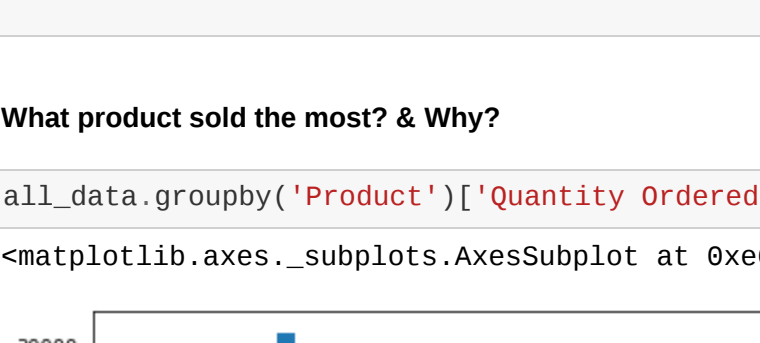 What product sold the most? & Why?
all_data.groupby('Product')['Quantity Ordered
<matplotlib.axes._subplots.AxesSubplot at 0xe